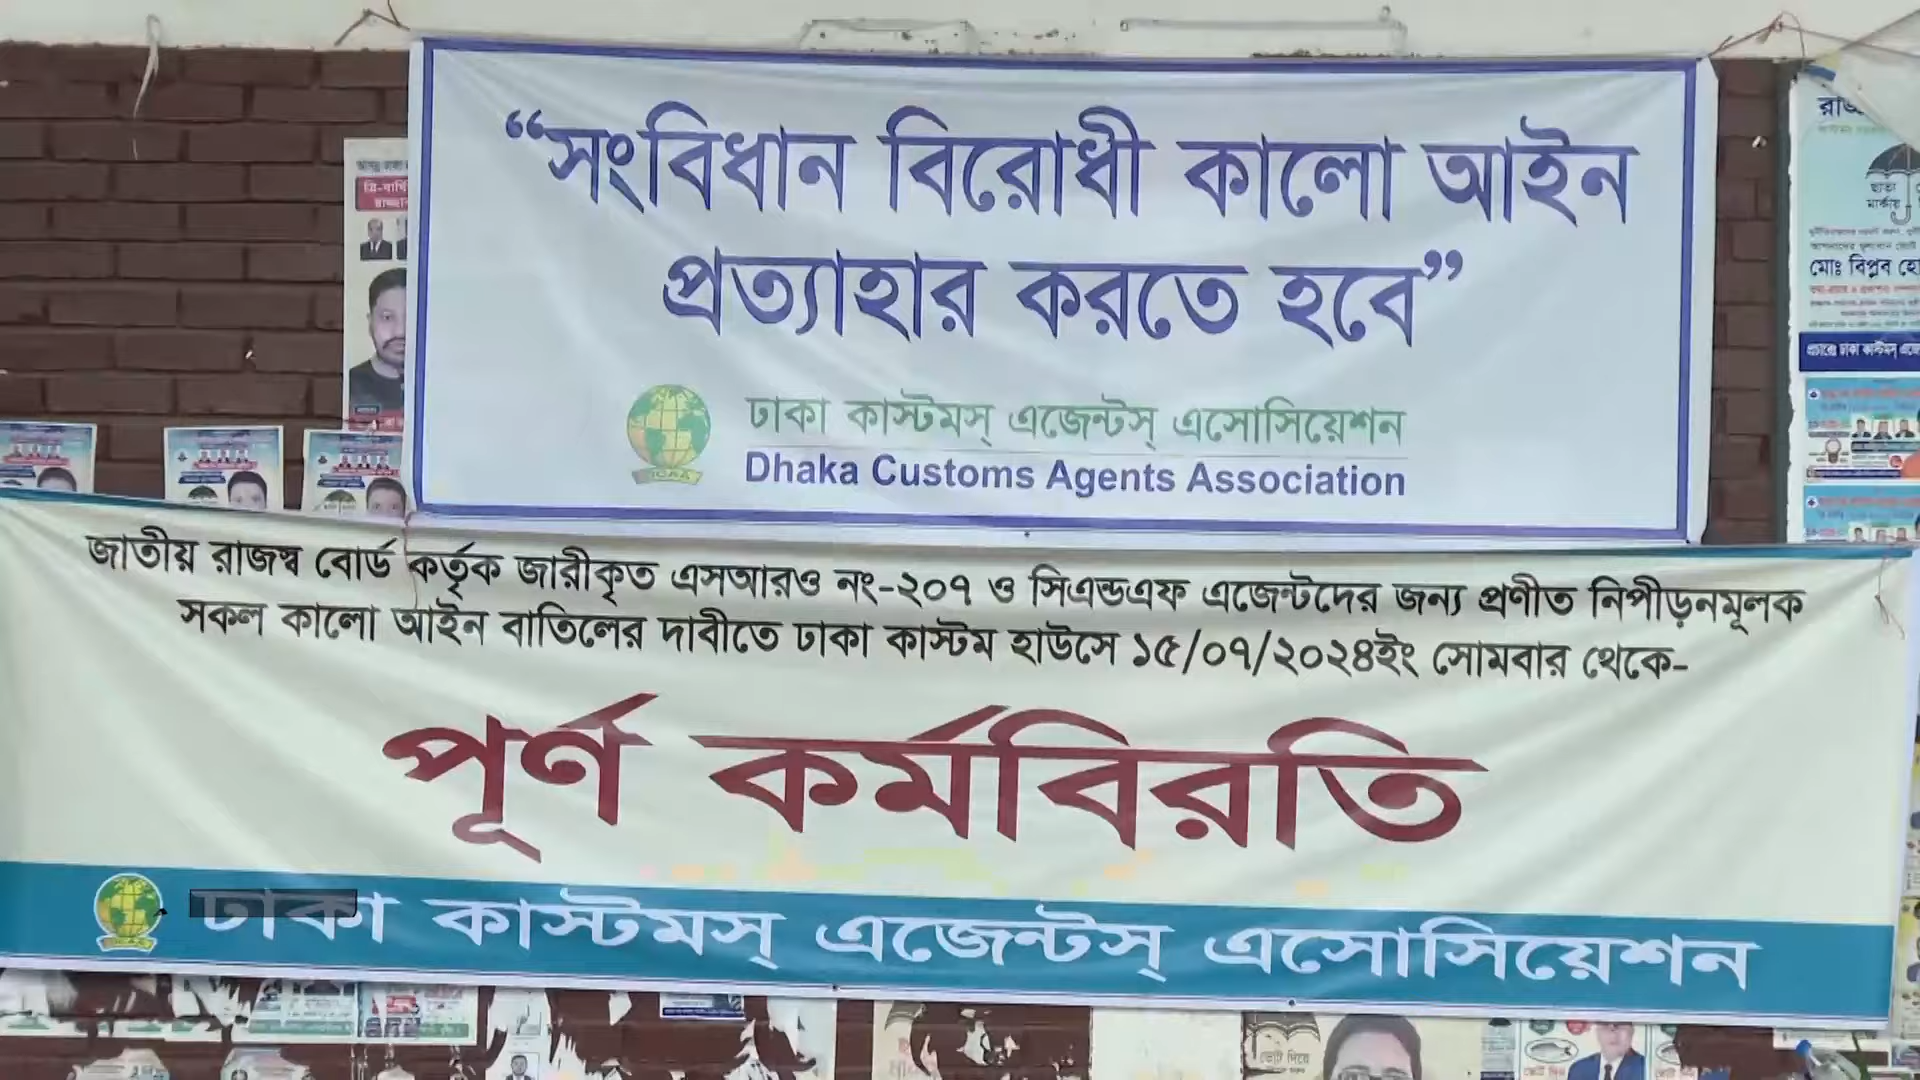 “সংবিধান বিরোধী কালো আইন
প্রত্যাহার করতে হবে”
ঢাকা কাস্টমস্ এজেন্টস্ এসোসিয়েশন
Dhaka Customs Agents Association
জাতীয় রাজস্ব বোর্ড কর্তৃক জারীকৃত এসআরও নং-২০৭ ও সিএন্ডএফ এজেন্টদের জন্য প্রণীত নিপীড়নমূলক
সকল কালো আইন বাতিলের দাবীতে ঢাকা কাস্টম হাউসে ১৫/০৭/২০২৪ইং সোমবার থেকে-
পূর্ণ কর্মবিরতি
ঢাকা কাস্টমস্ এজেন্টস্ এসোসিয়েশন
ছাতা
মার্কায়
মোঃ বিপ্লব